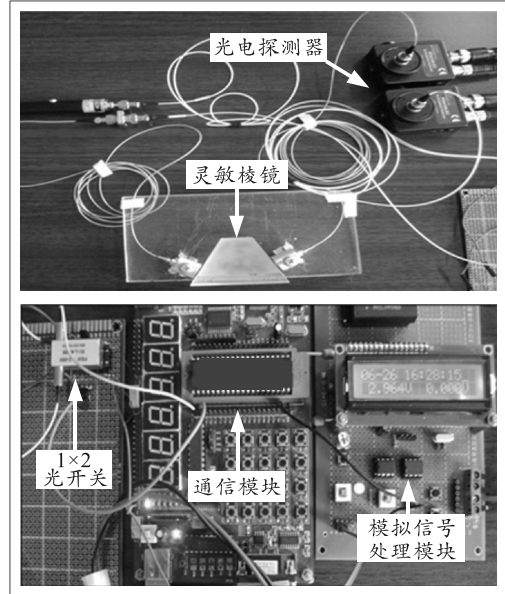 光电探测器
灵敏棱镜
06-26 16:28:15
2.964V 0.000
1×2
光开关
通信模块
模拟信号
处理模块